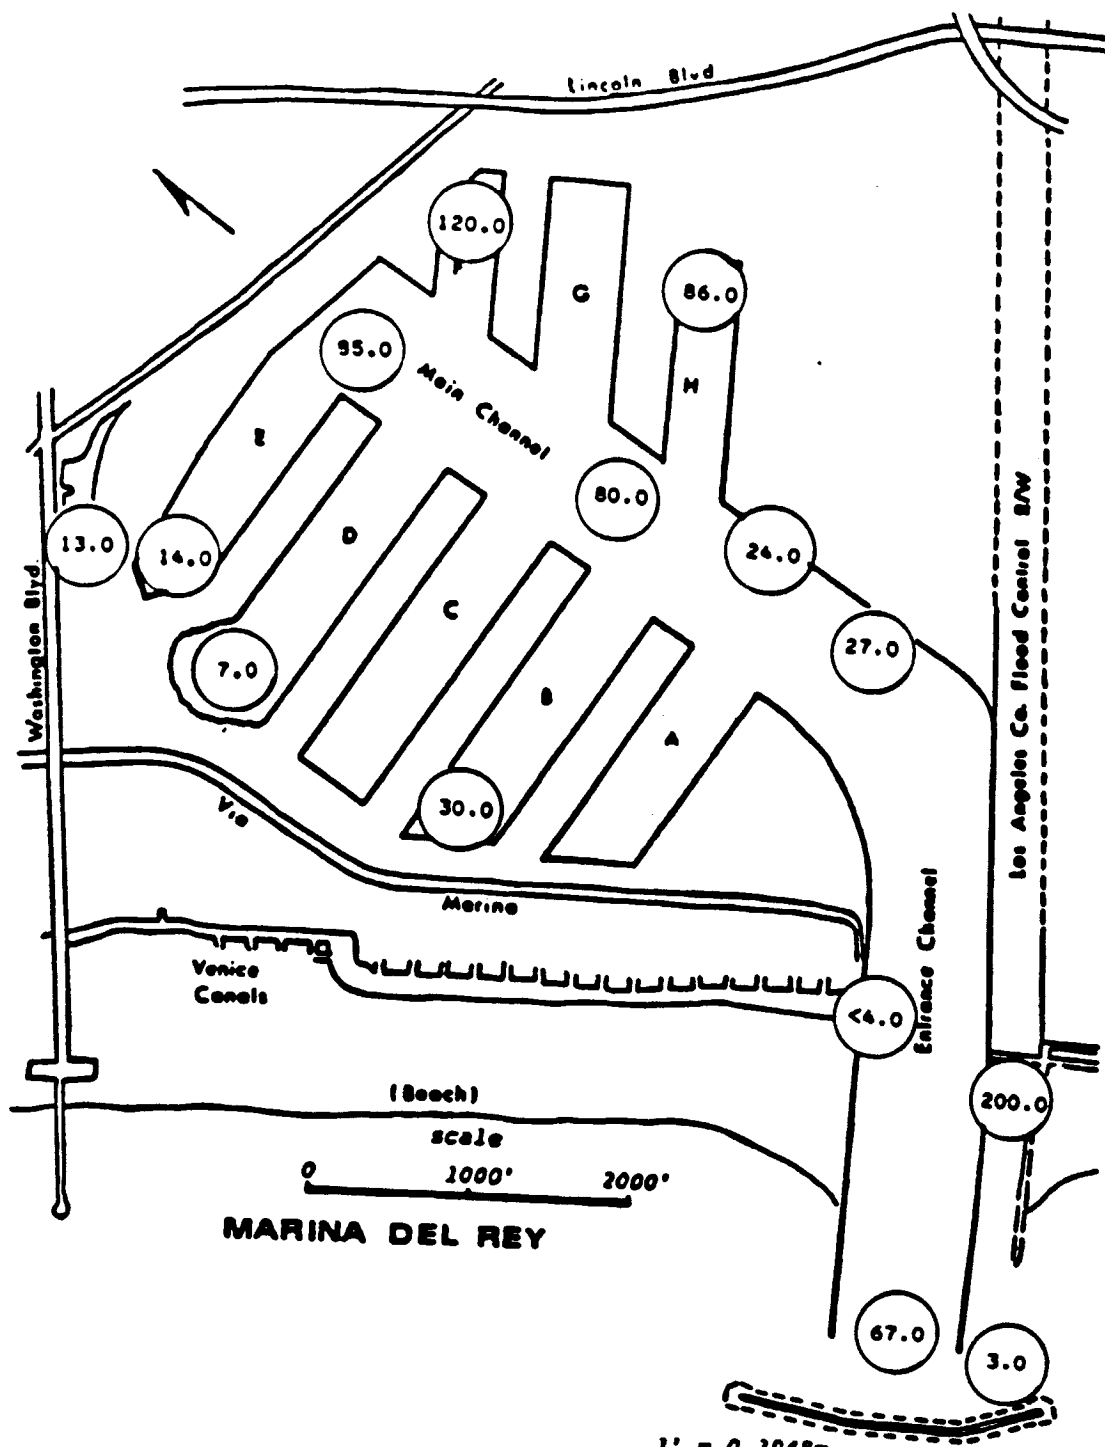 Lincoln Blvd
120.0
G
86.0
95.0
Main Channel
H
E
80.0
D
13.0
14.0
24.0
C
Los Angeles Co. Flood Control R/W
Washington Blvd.
27.0
7.0
B
A
30.0
Via
Marina
Entrance Channel
Venice
Canals
<4.0
(Beach)
200.0
scale
0 1000' 2000'
MARINA DEL REY
67.0
3.0